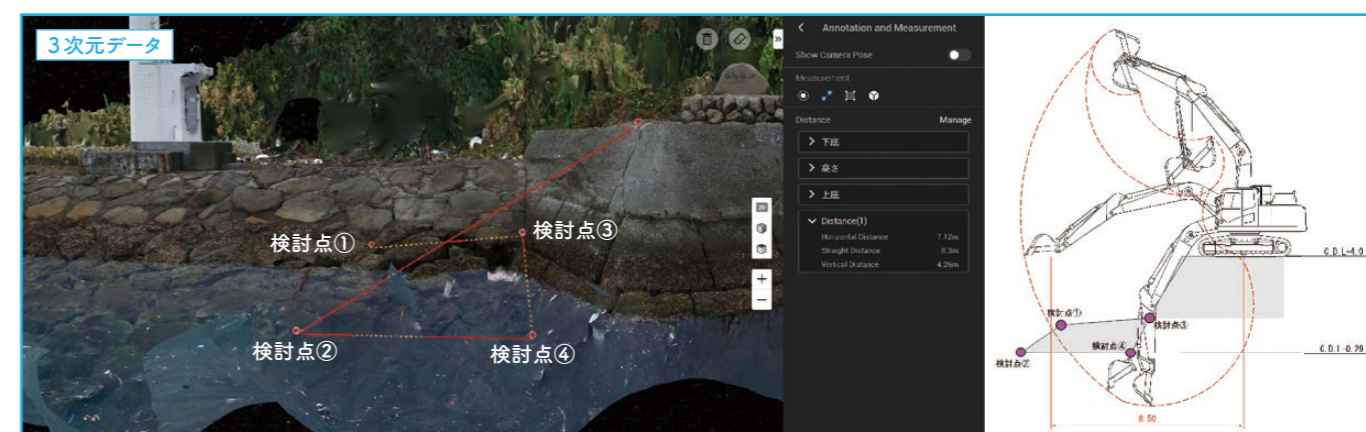 3次元データ
検討点①
検討点③
検討点②
検討点④
Annotation and Measurement
Show Camera Pose
Measurement
Distance
Manage
下底
高さ
上底
Distance(1)
Horizontal Distance 7.12m
Straight Distance 8.3m
Vertical Distance 4.26m
C.D.L+4.0
検討点①
検討点③
検討点④
検討点②
C.D.L-0.29
8.50